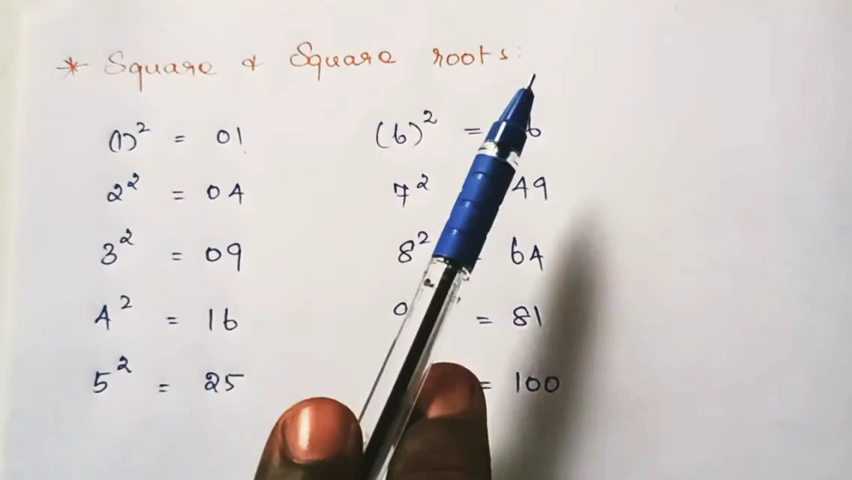 * Square & Square roots:
(1)² = 01
2² = 04
3² = 09
4² = 16
5² = 25
(6)² = 6
7² 49
8² = 64
= 81
= 100